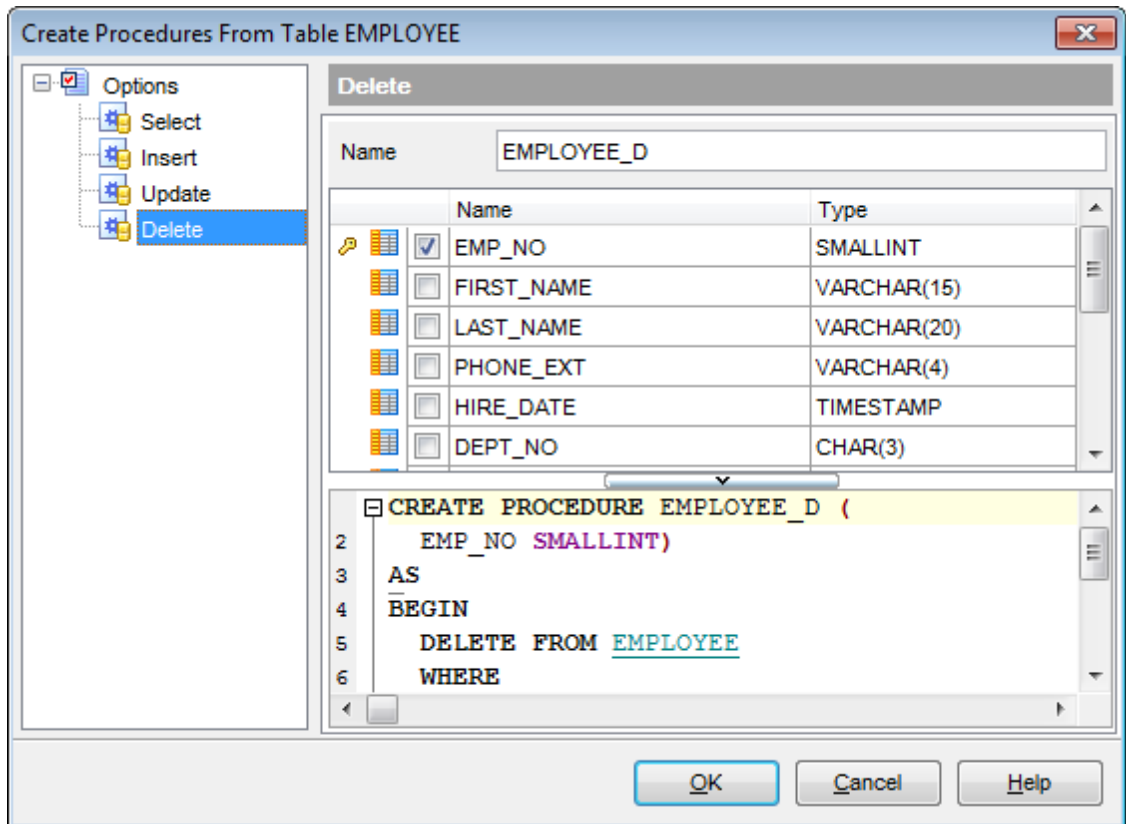 Create Procedures From Table EMPLOYEE
Options
Select
Insert
Update
Delete
Delete
Name EMPLOYEE_D
Name Type
EMP_NO SMALLINT
FIRST_NAME VARCHAR(15)
LAST_NAME VARCHAR(20)
PHONE_EXT VARCHAR(4)
HIRE_DATE TIMESTAMP
DEPT_NO CHAR(3)
CREATE PROCEDURE EMPLOYEE_D (
2 EMP_NO SMALLINT)
3 AS
4 BEGIN
5 DELETE FROM EMPLOYEE
6 WHERE
OK Cancel Help